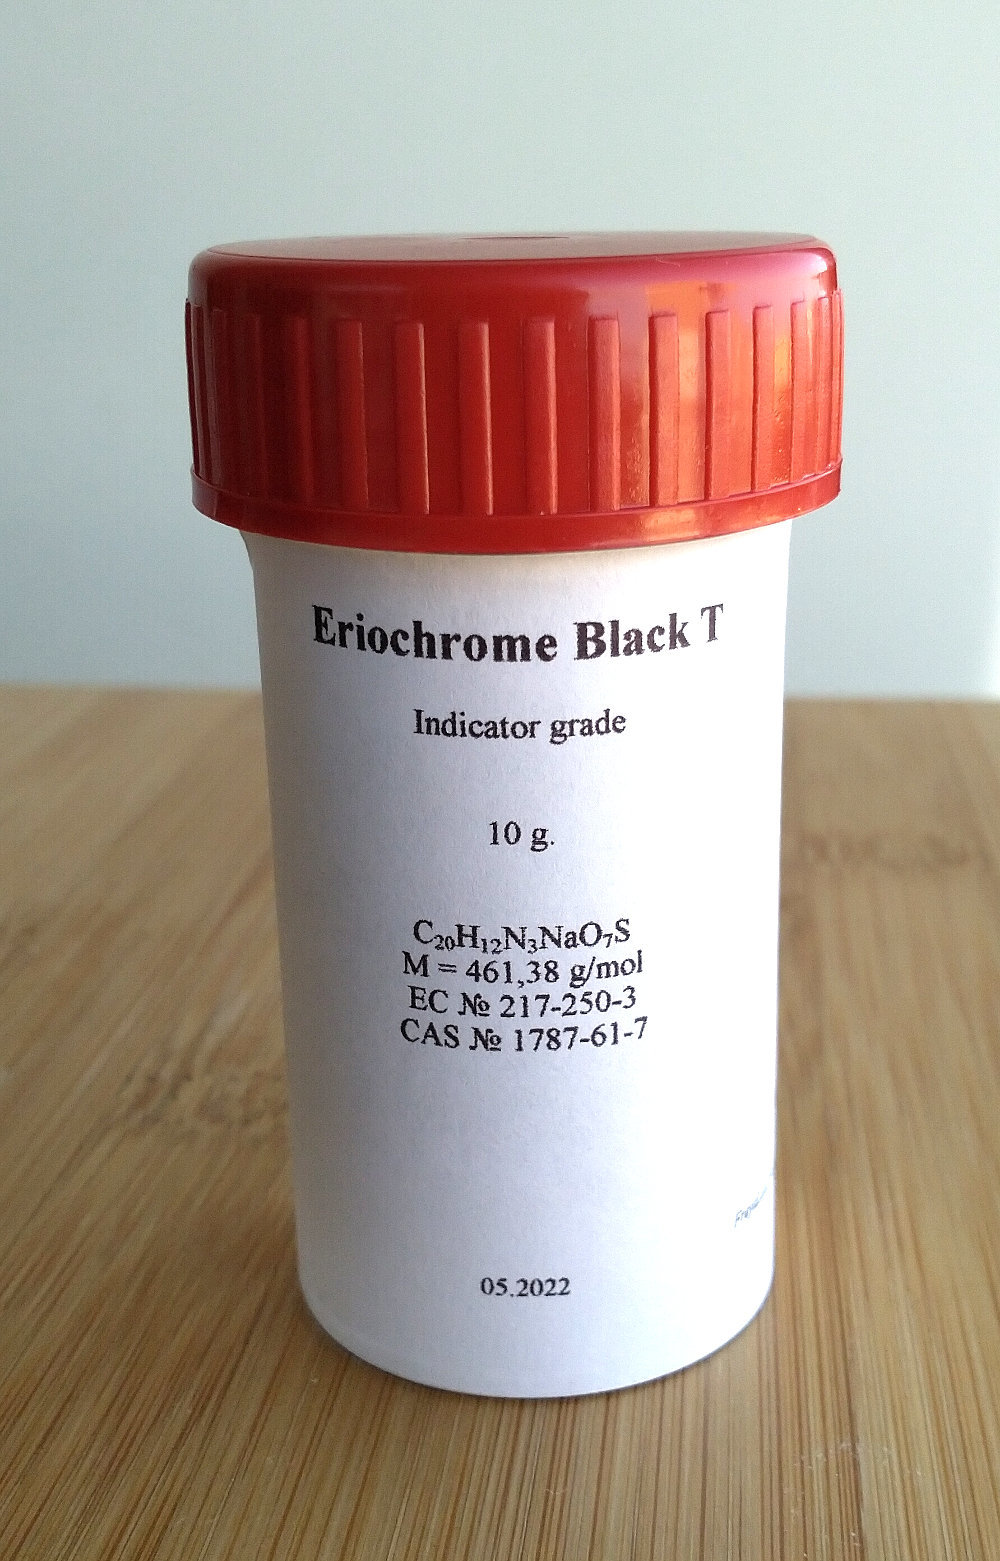 Eriochrome Black T
Indicator grade
10 g.
C₂₀H₁₂N₃NaO₇S
M = 461,38 g/mol
EC № 217-250-3
CAS № 1787-61-7
05.2022